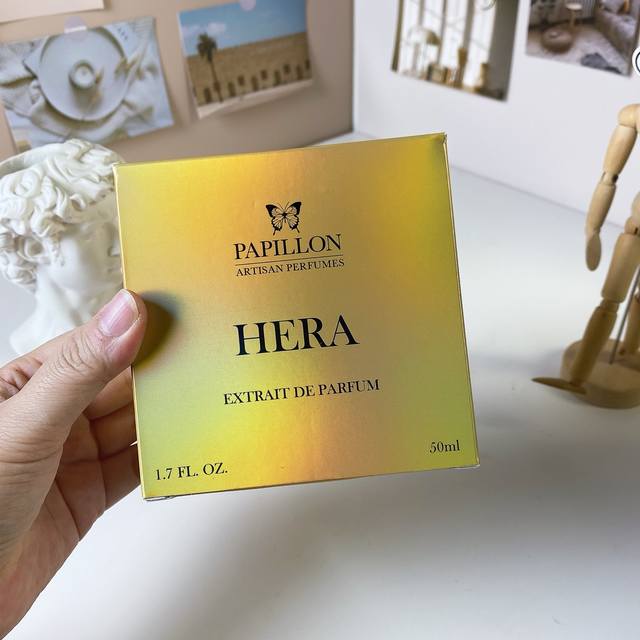 PAPILLON
ARTISAN PERFUMES
HERA
EXTRAIT DE PARFUM
1.7 FL. OZ.
50ml